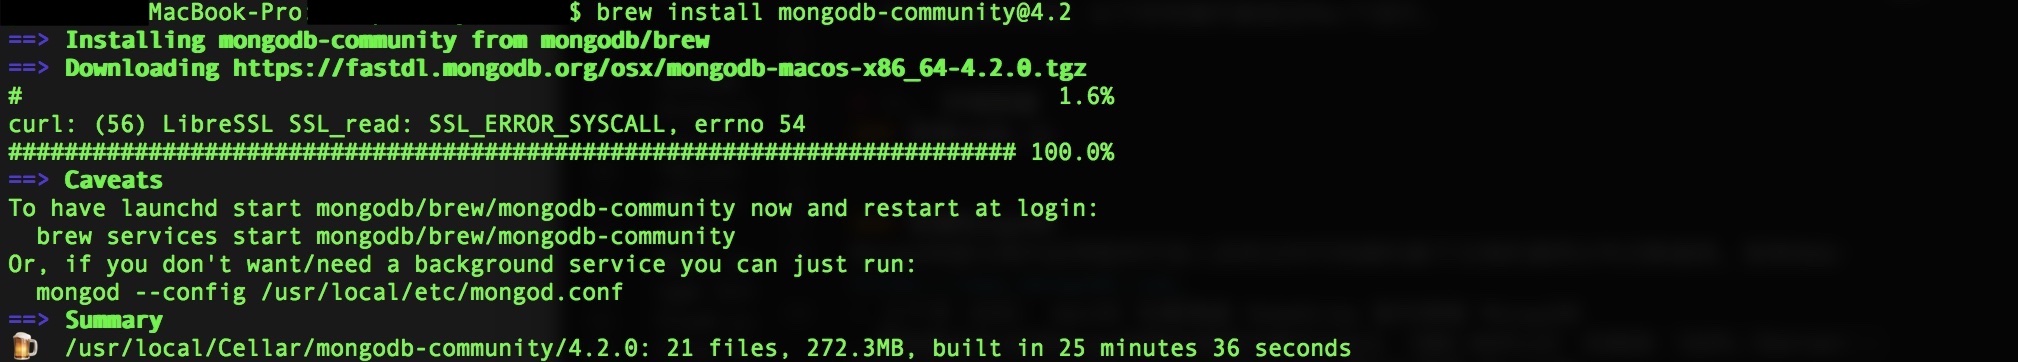 MacBook-Pro $ brew install mongodb-community@4.2
==> Installing mongodb-community from mongodb/brew
==> Downloading https://fastdl.mongodb.org/osx/mongodb-macos-x86_64-4.2.0.tgz
# 1.6%
curl: (56) LibreSSL SSL_read: SSL_ERROR_SYSCALL, errno 54
######################################################################## 100.0%
==> Caveats
To have launchd start mongodb/brew/mongodb-community now and restart at login:
brew services start mongodb/brew/mongodb-community
Or, if you don't want/need a background service you can just run:
mongod --config /usr/local/etc/mongod.conf
==> Summary
🍺 /usr/local/Cellar/mongodb-community/4.2.0: 21 files, 272.3MB, built in 25 minutes 36 seconds